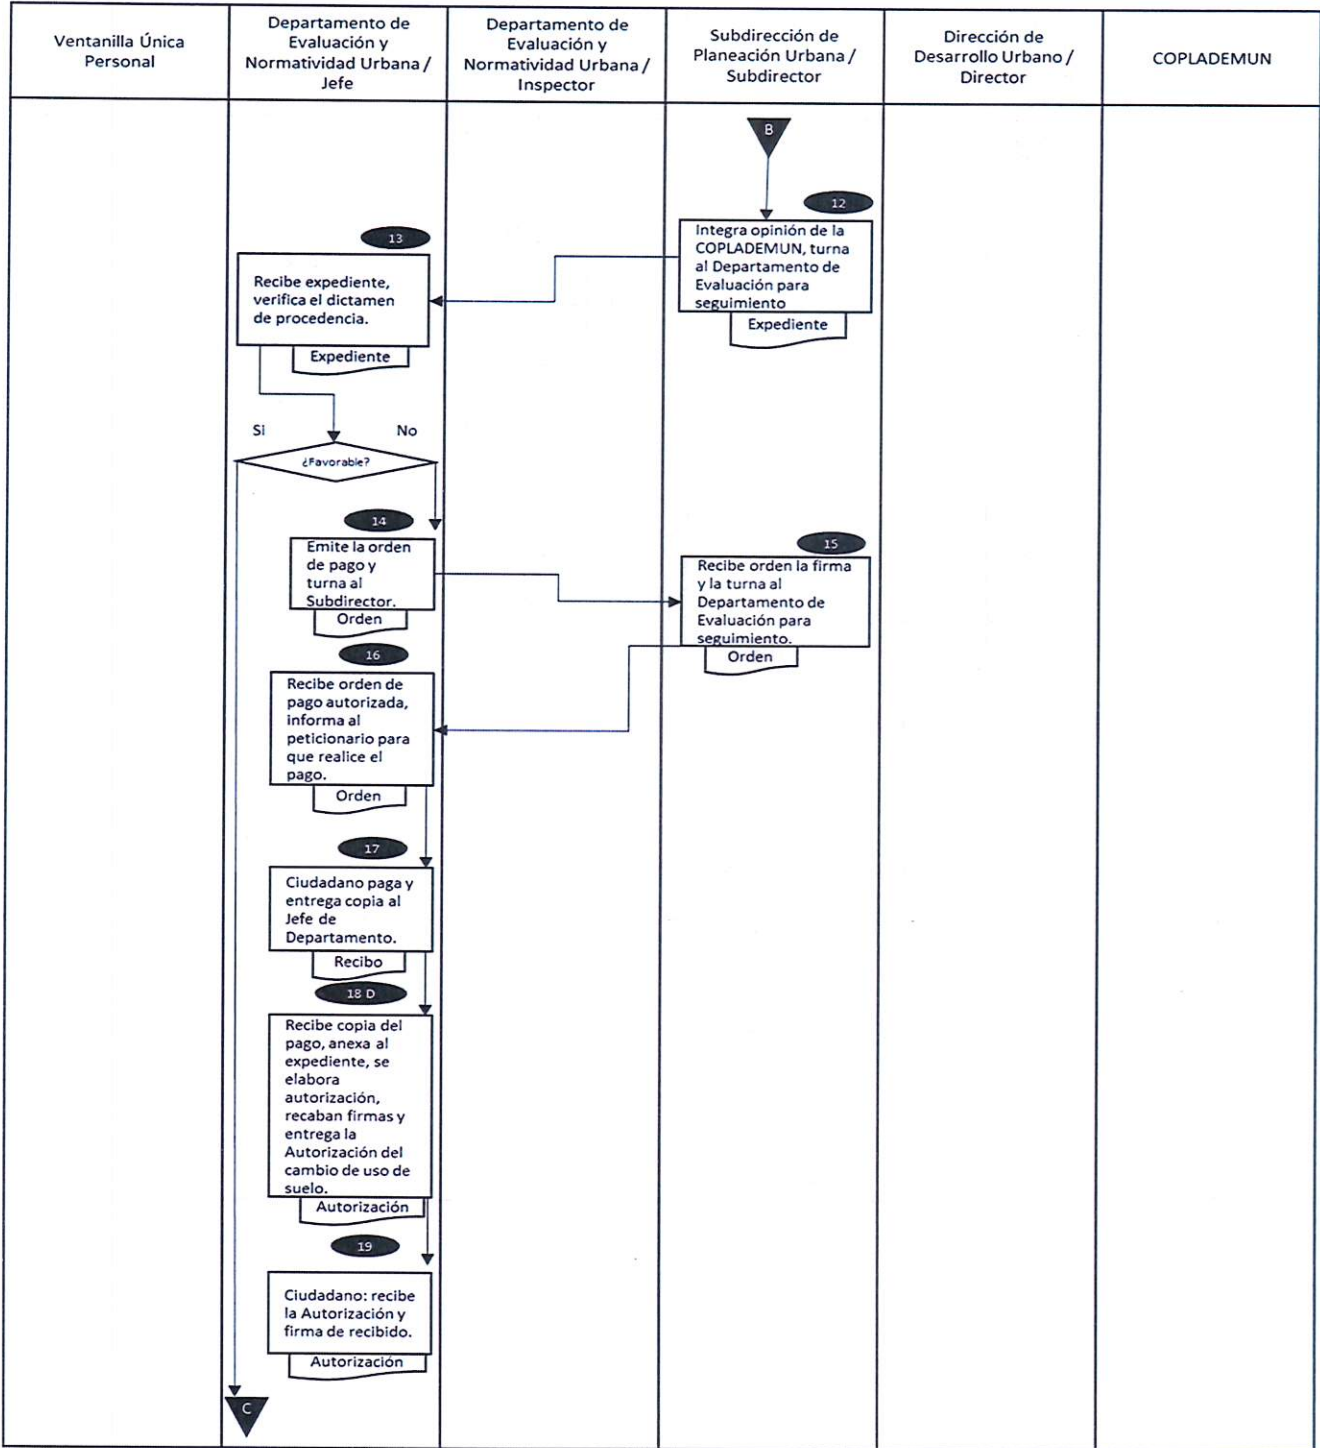 Ventanilla Única
Personal
Departamento de
Evaluación y
Normatividad Urbana /
Jefe
Departamento de
Evaluación y
Normatividad Urbana /
Inspector
Subdirección de
Planeación Urbana /
Subdirector
Dirección de
Desarrollo Urbano /
Director
COPLADEMUN
B
12
Integra opinión de la
COPLADEMUN, turna
al Departamento de
Evaluación para
seguimiento
Expediente
13
Recibe expediente,
verifica el dictamen
de procedencia.
Expediente
Si
No
¿Favorable?
14
Emite la orden
de pago y
turna al
Subdirector.
Orden
15
Recibe orden la firma
y la turna al
Departamento de
Evaluación para
seguimiento.
Orden
16
Recibe orden de
pago autorizada,
informa al
peticionario para
que realice el
pago.
Orden
17
Ciudadano paga y
entrega copia al
Jefe de
Departamento.
Recibo
18 D
Recibe copia del
pago, anexa al
expediente, se
elabora
autorización,
recaban firmas y
entrega la
Autorización del
cambio de uso de
suelo.
Autorización
19
Ciudadano: recibe
la Autorización y
firma de recibido.
Autorización
C